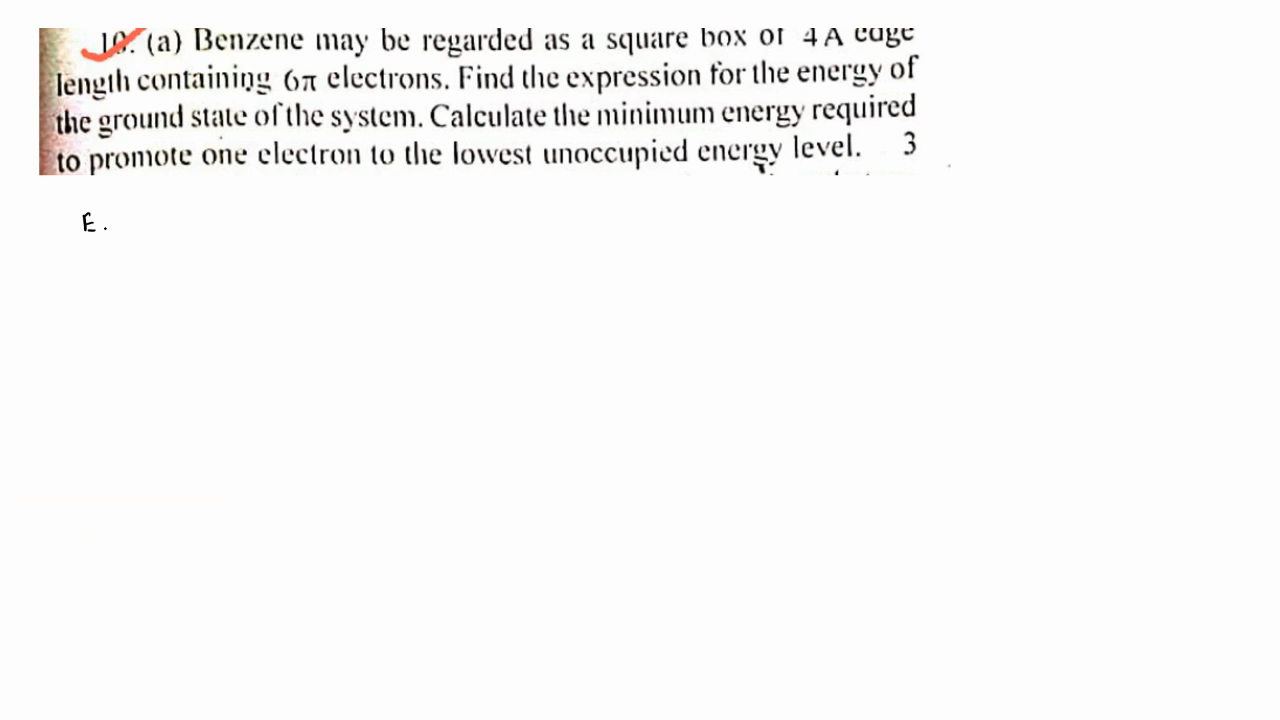 10. (a) Benzene may be regarded as a square box of 4 A edge
length containing 6π electrons. Find the expression for the energy of
the ground state of the system. Calculate the minimum energy required
to promote one electron to the lowest unoccupied energy level. 3
E.